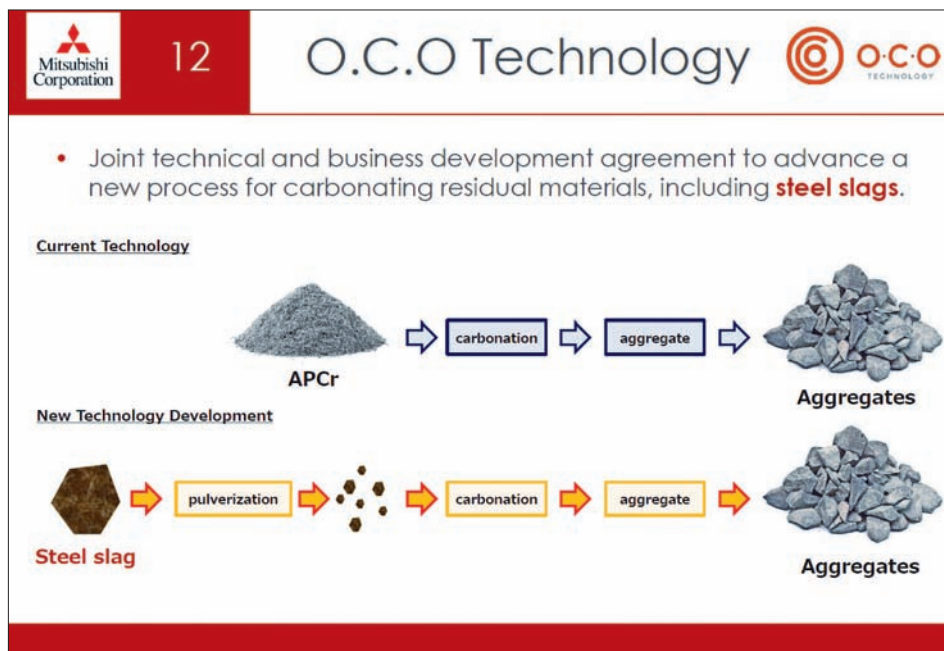 Mitsubishi
Corporation
12
O.C.O Technology
O·C·O
TECHNOLOGY
• Joint technical and business development agreement to advance a
new process for carbonating residual materials, including steel slags.
Current Technology
APCr
carbonation
aggregate
Aggregates
New Technology Development
Steel slag
pulverization
carbonation
aggregate
Aggregates